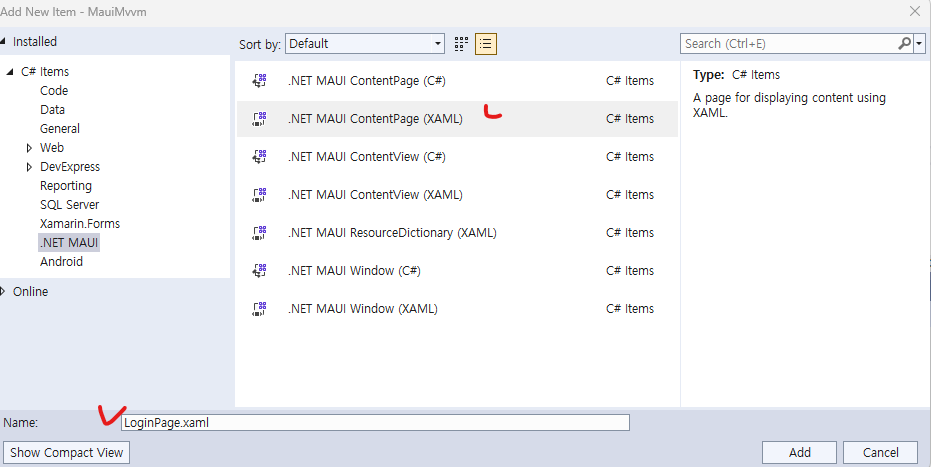 Add New Item - MauiMvvm
Installed
C# Items
Code
Data
General
Web
DevExpress
Reporting
SQL Server
Xamarin.Forms
.NET MAUI
Android
Online
Sort by: Default
.NET MAUI ContentPage (C#) C# Items
.NET MAUI ContentPage (XAML) C# Items
.NET MAUI ContentView (C#) C# Items
.NET MAUI ContentView (XAML) C# Items
.NET MAUI ResourceDictionary (XAML) C# Items
.NET MAUI Window (C#) C# Items
.NET MAUI Window (XAML) C# Items
Search (Ctrl+E)
Type: C# Items
A page for displaying content using
XAML.
Name: LoginPage.xaml
Show Compact View Add Cancel